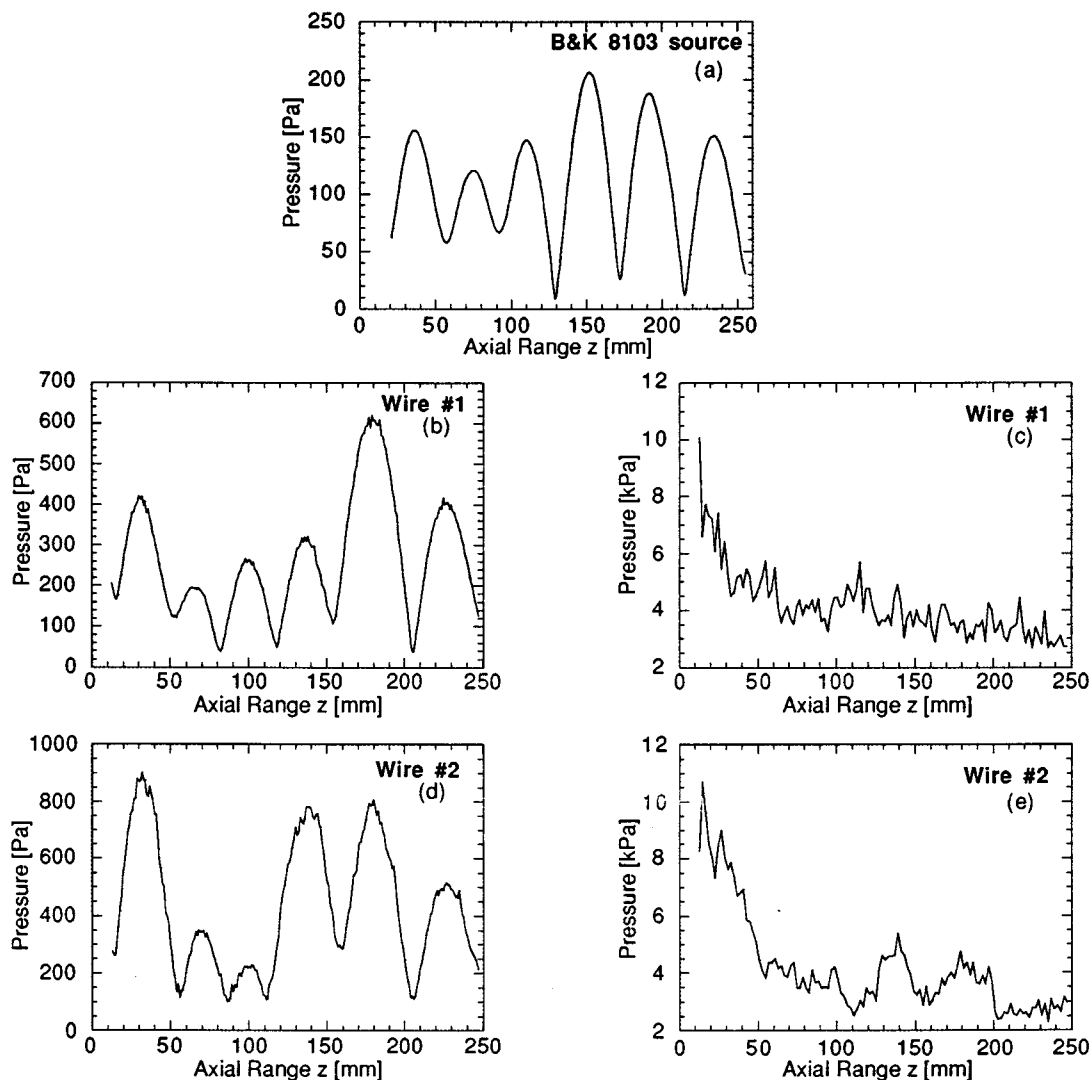 250
200
150
100
50
0
Pressure [Pa]
B&K 8103 source
(a)
0 50 100 150 200 250
Axial Range z [mm]
700
600
500
400
300
200
100
0
Pressure [Pa]
Wire #1
(b)
0 50 100 150 200 250
Axial Range z [mm]
12
10
8
6
4
2
Pressure [kPa]
Wire #1
(c)
0 50 100 150 200 250
Axial Range z [mm]
1000
800
600
400
200
0
Pressure [Pa]
Wire #2
(d)
0 50 100 150 200 250
Axial Range z [mm]
12
10
8
6
4
2
Pressure [kPa]
Wire #2
(e)
0 50 100 150 200 250
Axial Range z [mm]